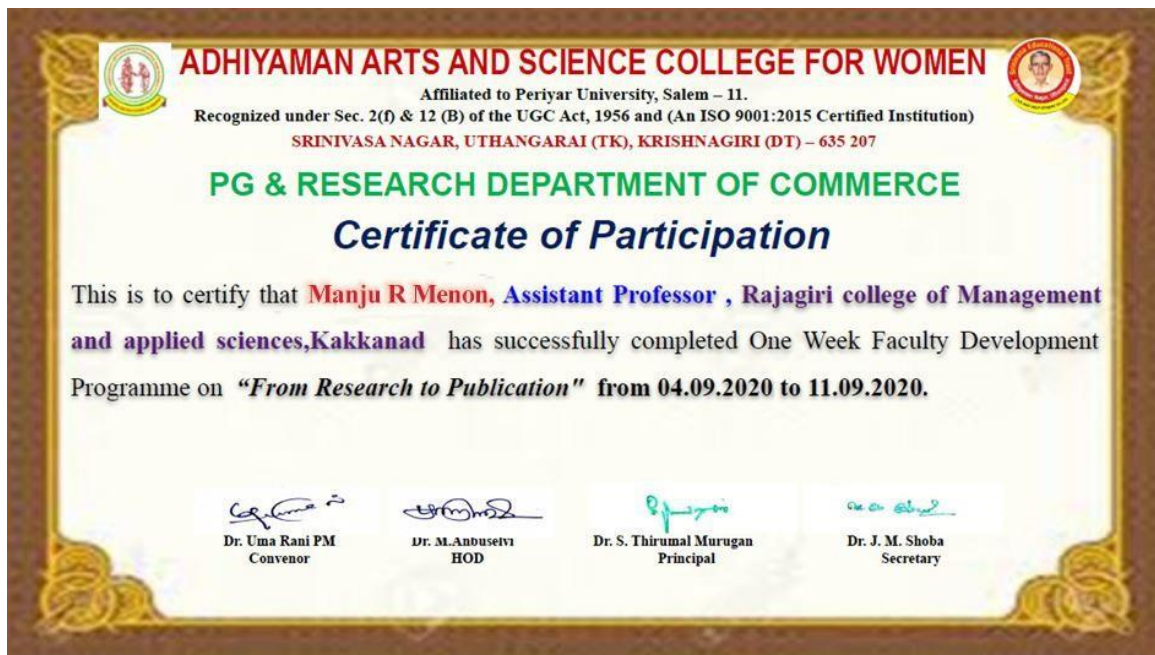 ADHIYAMAN ARTS AND SCIENCE COLLEGE FOR WOMEN
Affiliated to Periyar University, Salem – 11.
Recognized under Sec. 2(f) & 12 (B) of the UGC Act, 1956 and (An ISO 9001:2015 Certified Institution)
SRINIVASA NAGAR, UTHANGARAI (TK), KRISHNAGIRI (DT) – 635 207
PG & RESEARCH DEPARTMENT OF COMMERCE
Certificate of Participation
This is to certify that Manju R Menon, Assistant Professor , Rajagiri college of Management
and applied sciences,Kakkanad has successfully completed One Week Faculty Development
Programme on “From Research to Publication" from 04.09.2020 to 11.09.2020.
Dr. Uma Rani PM Dr. M.Anbuselvi Dr. S. Thirumal Murugan Dr. J. M. Shoba
Convenor HOD Principal Secretary